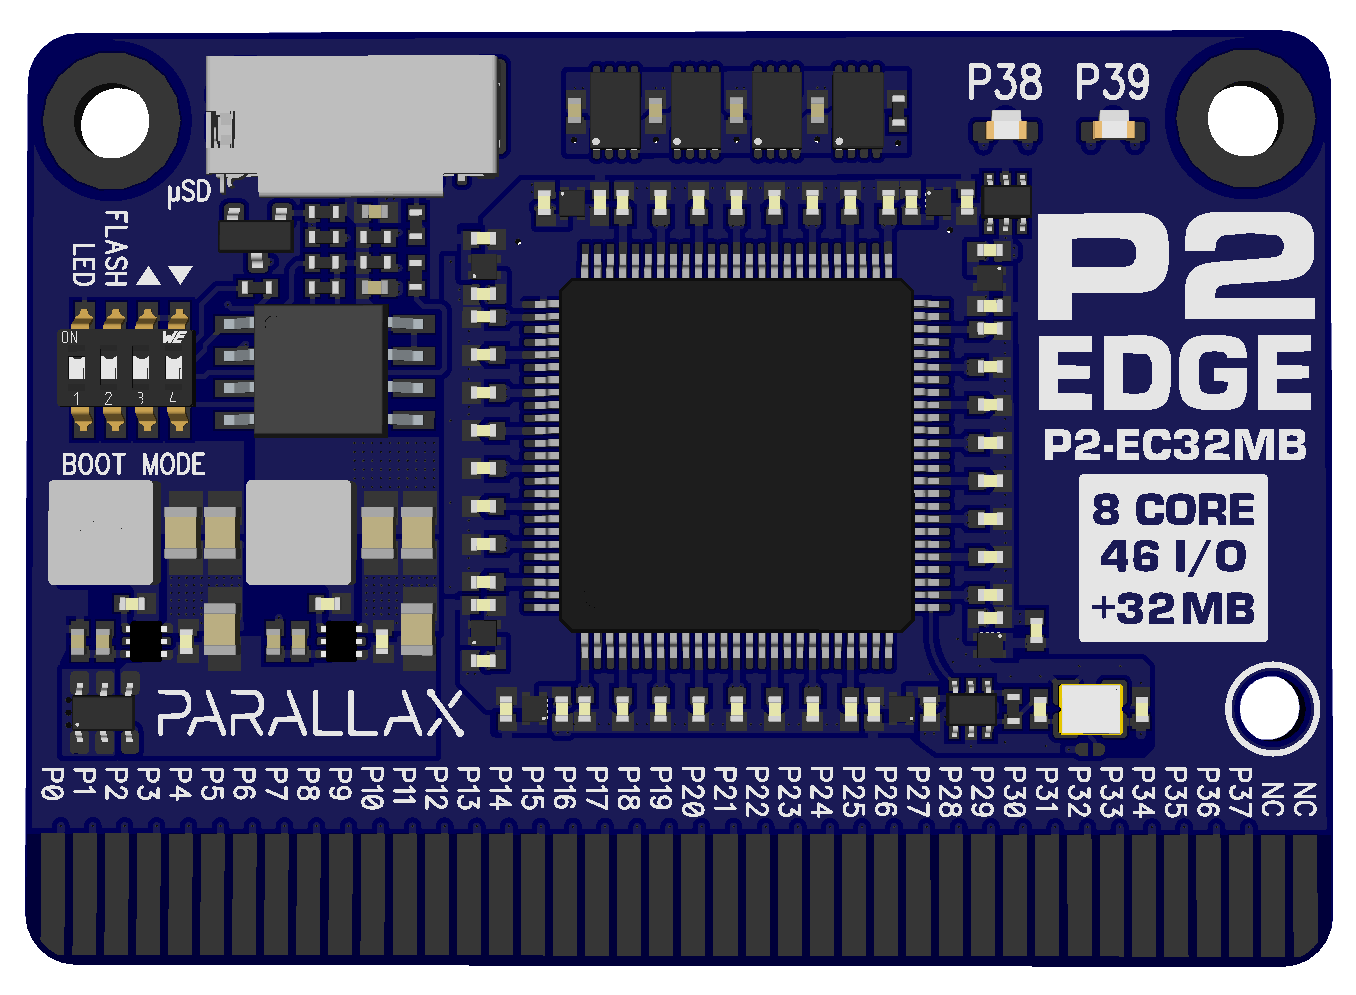 P38 P39
µSD
FLASH
LED
P2
EDGE
P2-EC32MB
ON WE
1 2 3 4
BOOT MODE
8 CORE
46 I/O
+32MB
PARALLAX
P0 P1 P2 P3 P4 P5 P6 P7 P8 P9 P10 P11 P12 P13 P14 P15 P16 P17 P18 P19 P20 P21 P22 P23 P24 P25 P26 P27 P28 P29 P30 P31 P32 P33 P34 P35 P36 P37 NC NC